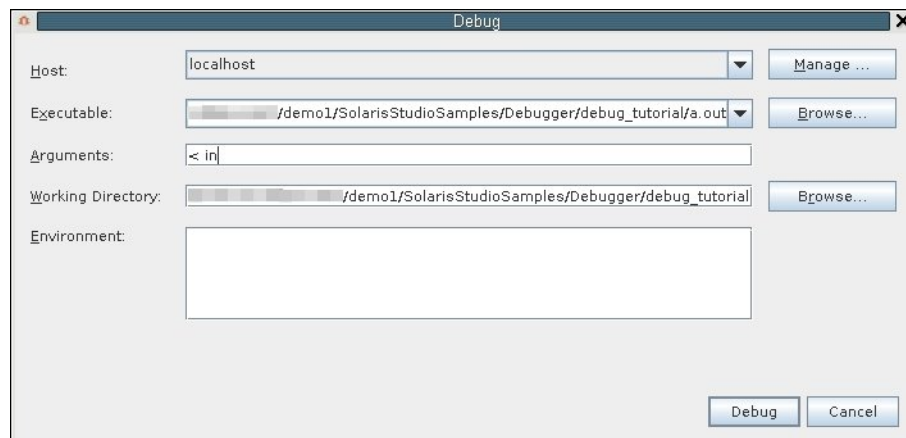 Debug
Host: localhost Manage ...
Executable: /demo1/SolarisStudioSamples/Debugger/debug_tutorial/a.out Browse...
Arguments: < in
Working Directory: /demo1/SolarisStudioSamples/Debugger/debug_tutorial Browse...
Environment:
Debug Cancel